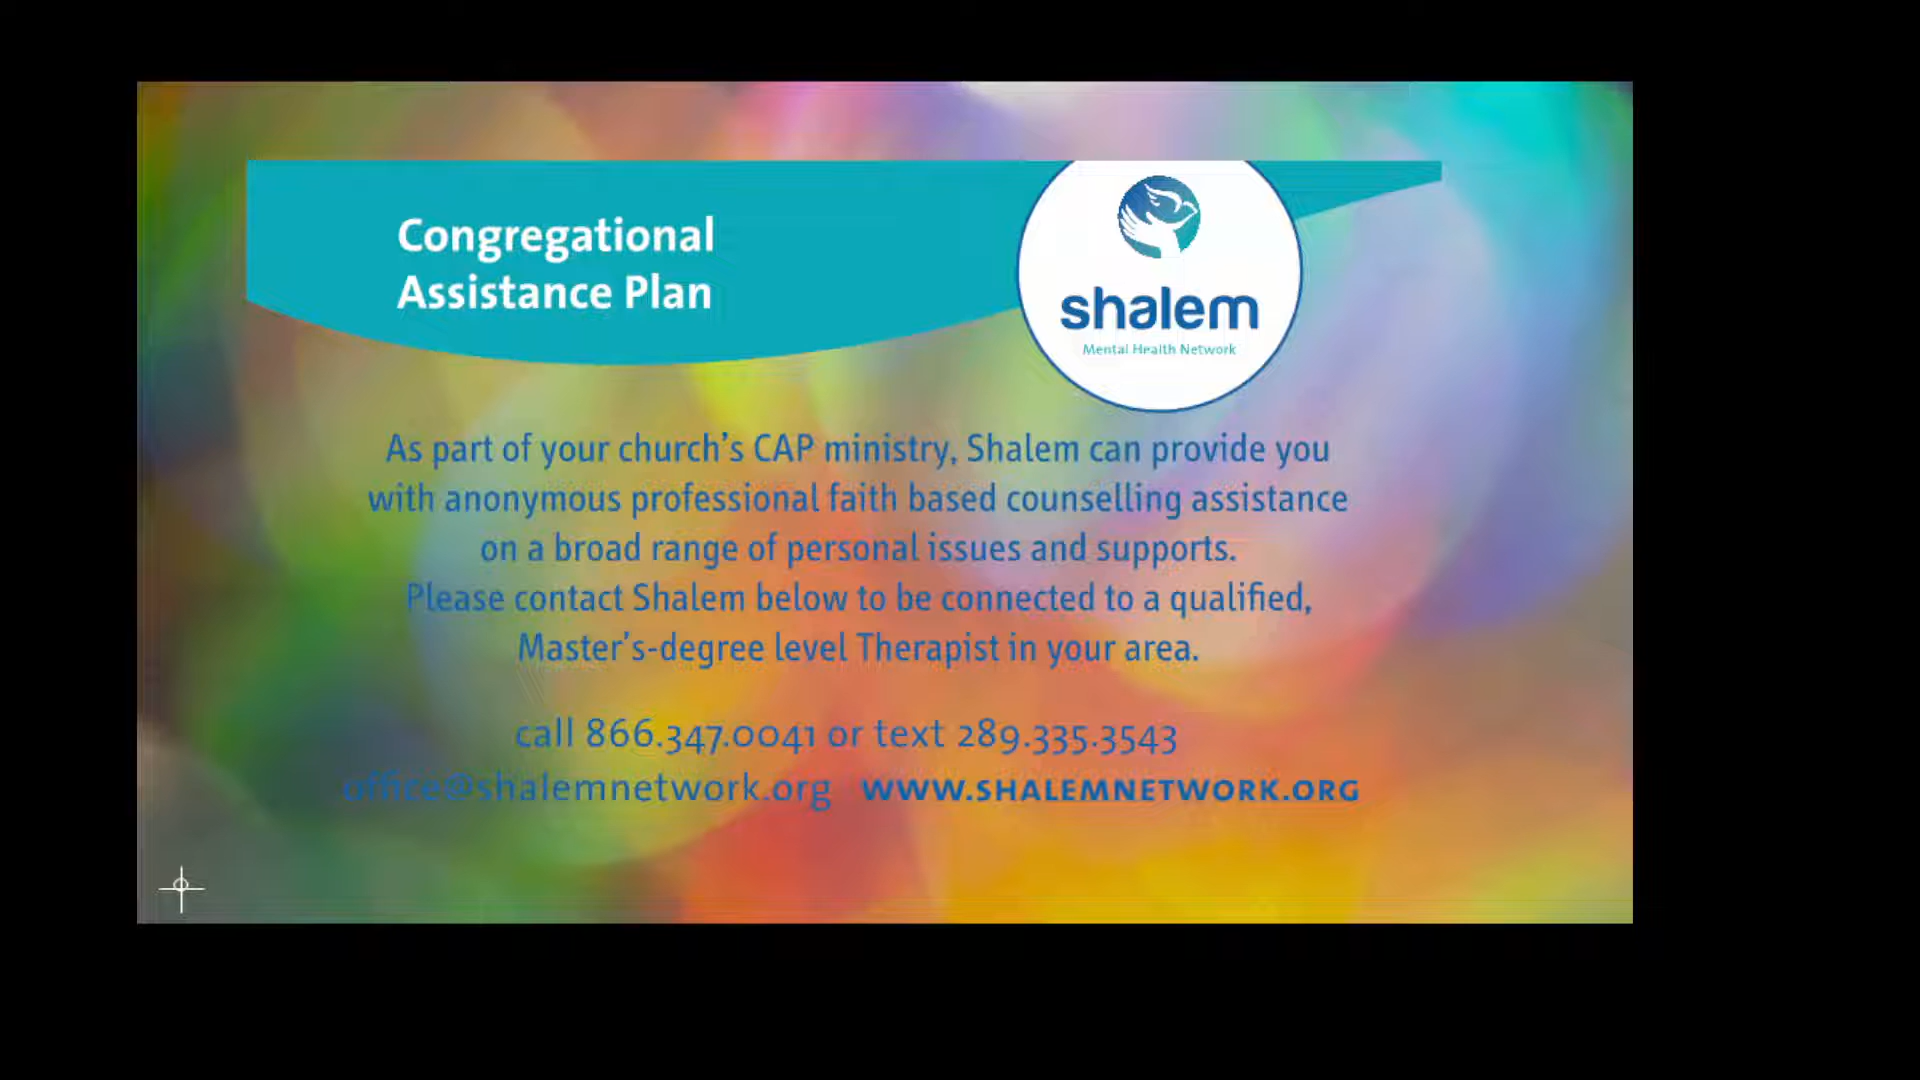 Congregational
Assistance Plan
shalem
Mental Health Network
As part of your church's CAP ministry, Shalem can provide you
with anonymous professional faith based counselling assistance
on a broad range of personal issues and supports.
Please contact Shalem below to be connected to a qualified,
Master's-degree level Therapist in your area.
call 866.347.0041 or text 289.335.3543
office@shalemnetwork.org WWW.SHALEMNETWORK.ORG